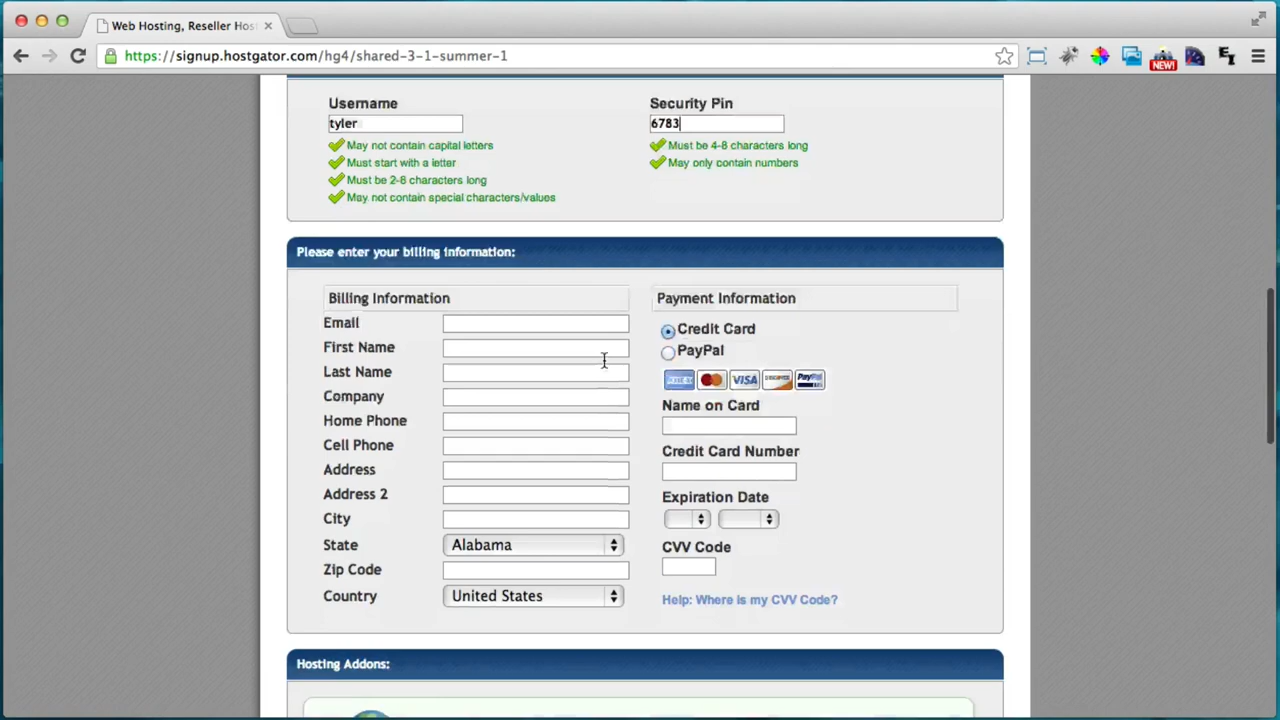 Web Hosting, Reseller Hos
https://signup.hostgator.com/hg4/shared-3-1-summer-1
NEW!
Username
Security Pin
tyler
6783
May not contain capital letters
Must be 4-8 characters long
Must start with a letter
May only contain numbers
Must be 2-8 characters long
May not contain special characters/values
Please enter your billing information:
Billing Information
Payment Information
Email
Credit Card
First Name
PayPal
Last Name
VISA
PayPal
Company
Name on Card
Home Phone
Cell Phone
Credit Card Number
Address
Address 2
Expiration Date
City
State
Alabama
CVV Code
Zip Code
Country
United States
Help: Where is my CVV Code?
Hosting Addons: